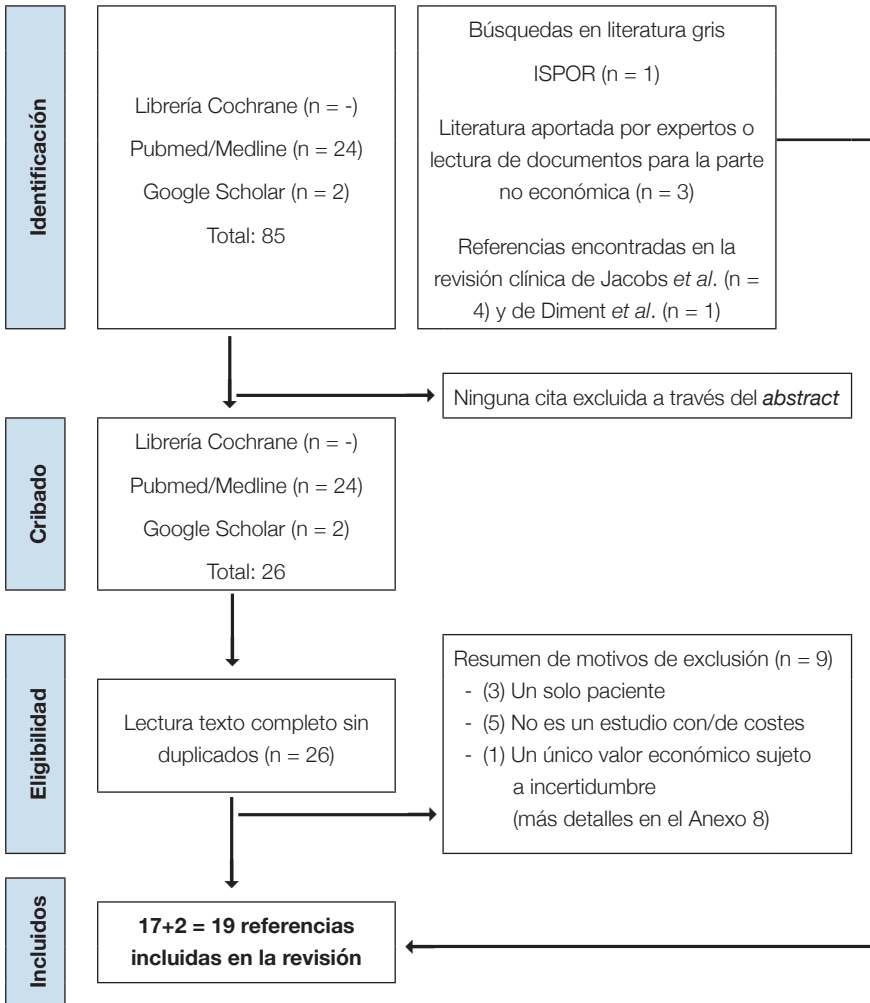 Identificación
Librería Cochrane (n = -)
Pubmed/Medline (n = 24)
Google Scholar (n = 2)
Total: 85
Búsquedas en literatura gris
ISPOR (n = 1)
Literatura aportada por expertos o
lectura de documentos para la parte
no económica (n = 3)
Referencias encontradas en la
revisión clínica de Jacobs et al. (n =
4) y de Diment et al. (n = 1)
Ninguna cita excluida a través del abstract
Cribado
Librería Cochrane (n = -)
Pubmed/Medline (n = 24)
Google Scholar (n = 2)
Total: 26
Eligibilidad
Lectura texto completo sin
duplicados (n = 26)
Resumen de motivos de exclusión (n = 9)
- (3) Un solo paciente
- (5) No es un estudio con/de costes
- (1) Un único valor económico sujeto
a incertidumbre
(más detalles en el Anexo 8)
Incluidos
17+2 = 19 referencias
incluidas en la revisión